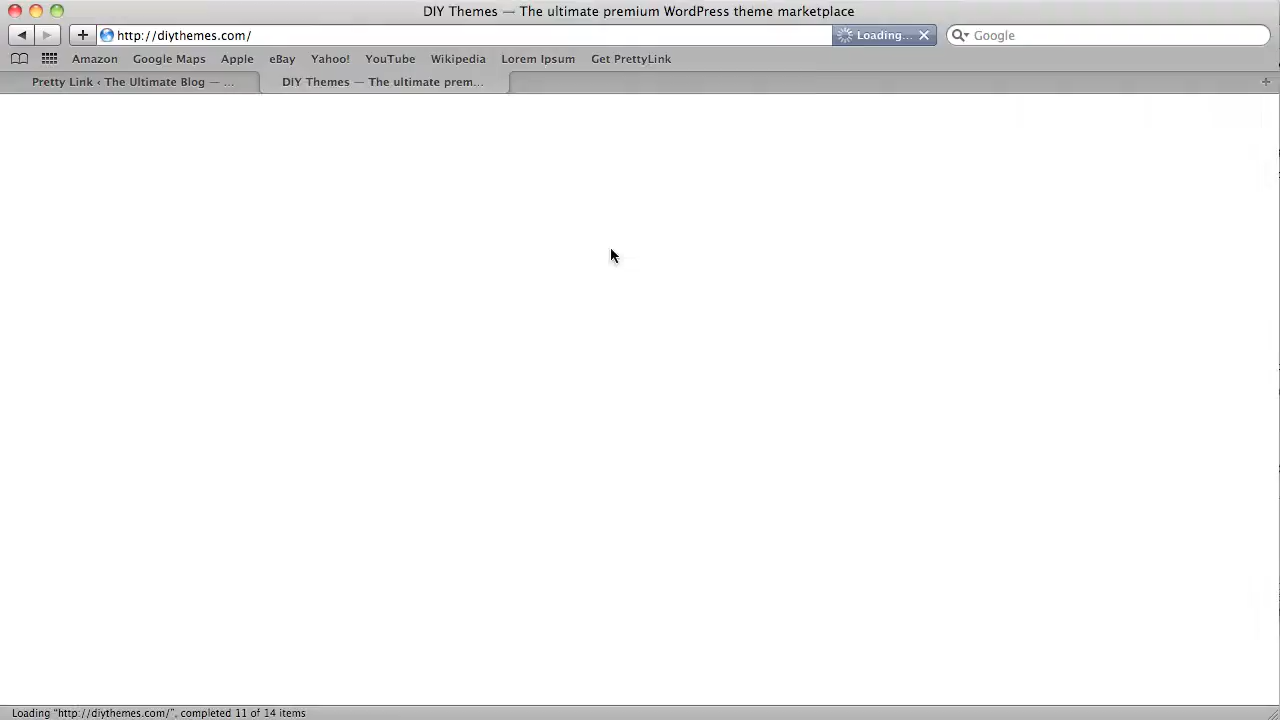 DIY Themes — The ultimate premium WordPress theme marketplace
http://diythemes.com/ Loading... Google
Amazon Google Maps Apple eBay Yahoo! YouTube Wikipedia Lorem Ipsum Get PrettyLink
Pretty Link ‹ The Ultimate Blog — ... DIY Themes — The ultimate prem...
Loading "http://diythemes.com/", completed 11 of 14 items